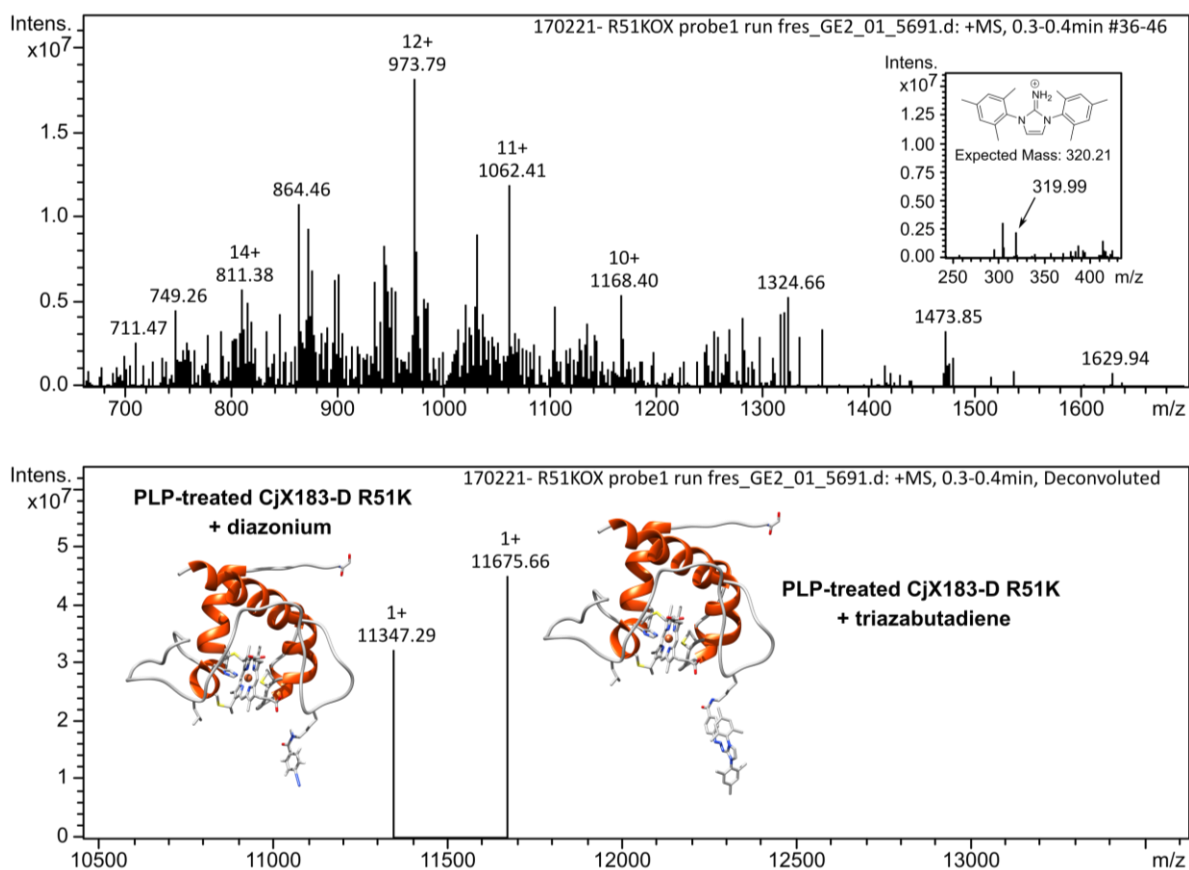 Intens.
x10⁷
170221- R51KOX probe1 run fres_GE2_01_5691.d: +MS, 0.3-0.4min #36-46
2.0
1.5
1.0
0.5
0.0
12+
973.79
11+
1062.41
864.46
14+
811.38
10+
1168.40
749.26
711.47
1324.66
1473.85
1629.94
700 800 900 1000 1100 1200 1300 1400 1500 1600 m/z
Intens.
x10⁷
1.25
1.00
0.75
0.50
0.25
0.00
⊕
NH₂
N N
Expected Mass: 320.21
319.99
250 300 350 400 m/z
Intens.
x10⁷
170221- R51KOX probe1 run fres_GE2_01_5691.d: +MS, 0.3-0.4min, Deconvoluted
PLP-treated CjX183-D R51K
+ diazonium
1+
11347.29
1+
11675.66
PLP-treated CjX183-D R51K
+ triazabutadiene
5
4
3
2
1
0
10500 11000 11500 12000 12500 13000 m/z